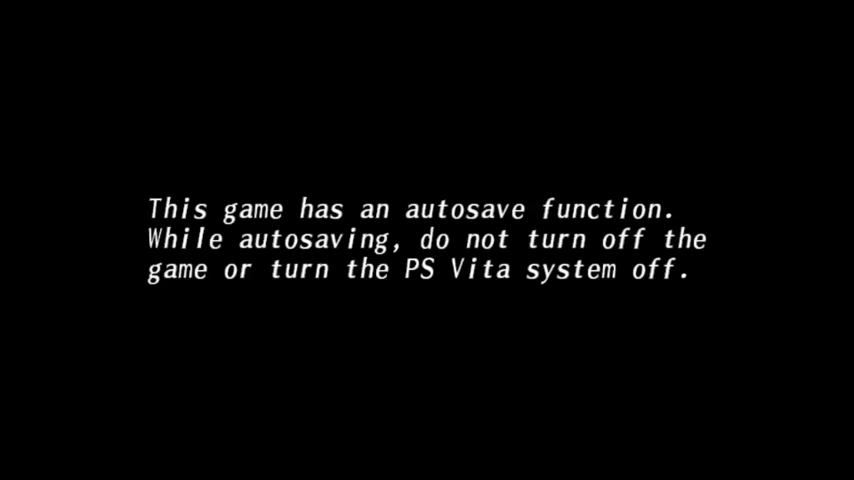 This game has an autosave function.
While autosaving, do not turn off the
game or turn the PS Vita system off.